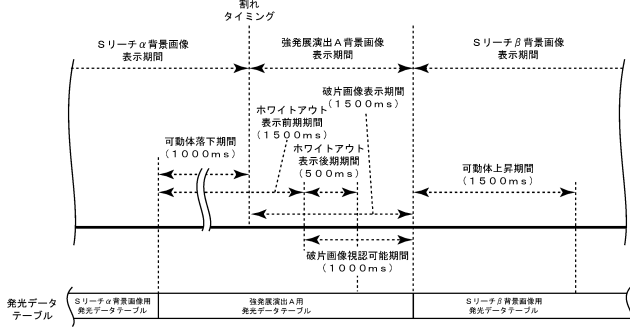 割れ
タイミング
Sリーチα背景画像
表示期間
強発展演出A背景画像
表示期間
Sリーチβ背景画像
表示期間
破片画像表示期間
(1500ms)
ホワイトアウト
表示前期期間
(1500ms)
可動体落下期間
(1000ms)
ホワイトアウト
表示後期期間
(500ms)
可動体上昇期間
(1500ms)
破片画像視認可能期間
(1000ms)
発光データ
テーブル
Sリーチα背景画像用
発光データテーブル
強発展演出A用
発光データテーブル
Sリーチβ背景画像用
発光データテーブル